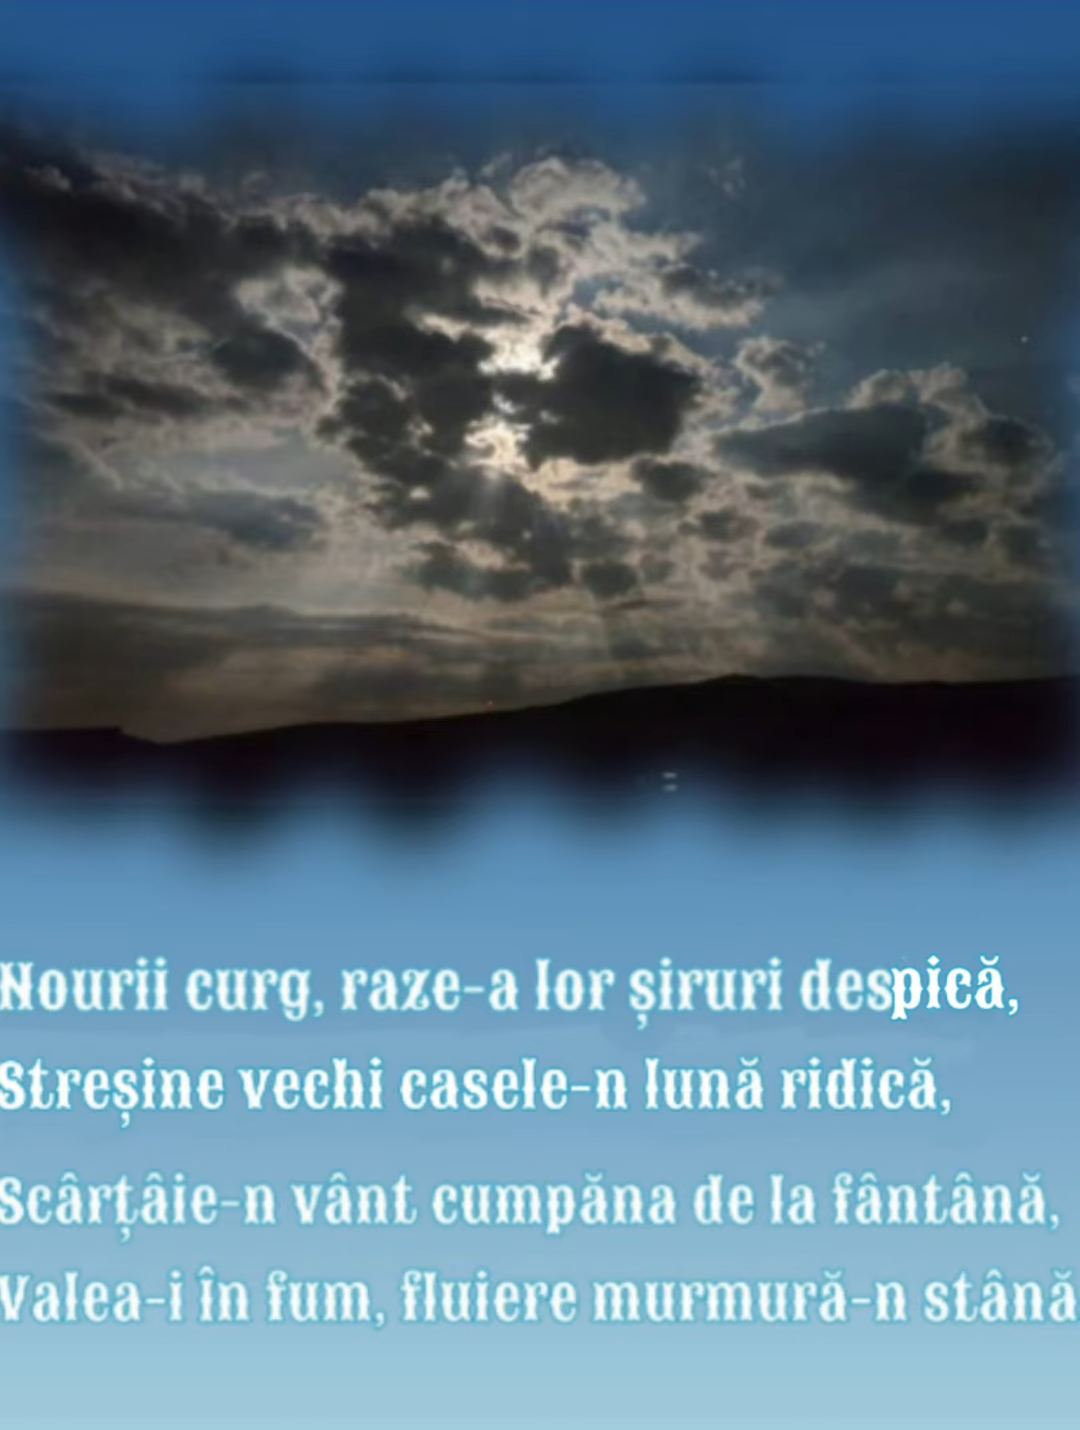 Nourii curg, raze-a lor șiruri despică,
Streșine vechi casele-n lună ridică,
Scârțâie-n vânt cumpăna de la fântână,
Valea-i în fum, fluiere murmură-n stână